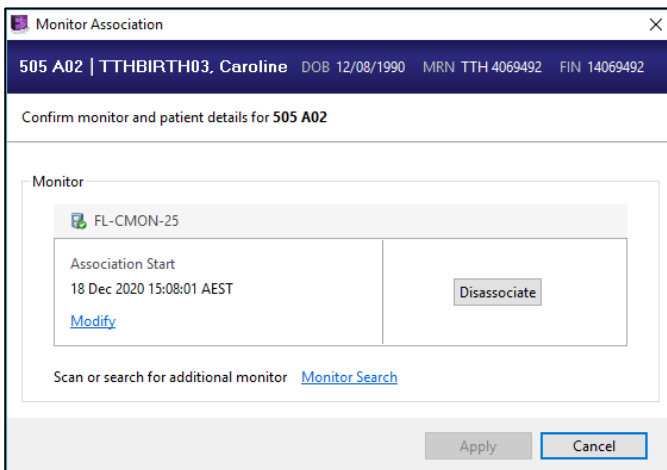 Monitor Association
505 A02 | TTHBIRTH03, Caroline DOB 12/08/1990 MRN TTH 4069492 FIN 14069492
Confirm monitor and patient details for 505 A02
Monitor
FL-CMON-25
Association Start
18 Dec 2020 15:08:01 AEST
Disassociate
Modify
Scan or search for additional monitor Monitor Search
Apply Cancel